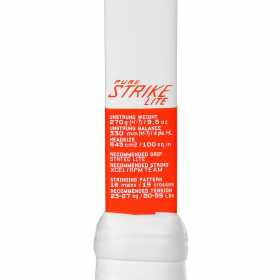 PURE
STRIKE
LITE
UNSTRUNG WEIGHT
270g (+/-7) / 9.5 oz
UNSTRUNG BALANCE
330 mm (+/-7) / 4 pts HL
HEADSIZE
645 cm2 / 100 sq.in
RECOMMENDED GRIP
SYNTEC LITE
RECOMMENDED STRING
XCEL/RPM TEAM
STRINGING PATTERN
16 mains / 19 crosses
RECOMMENDED TENSION
23-27 kg / 50-59 Lbs